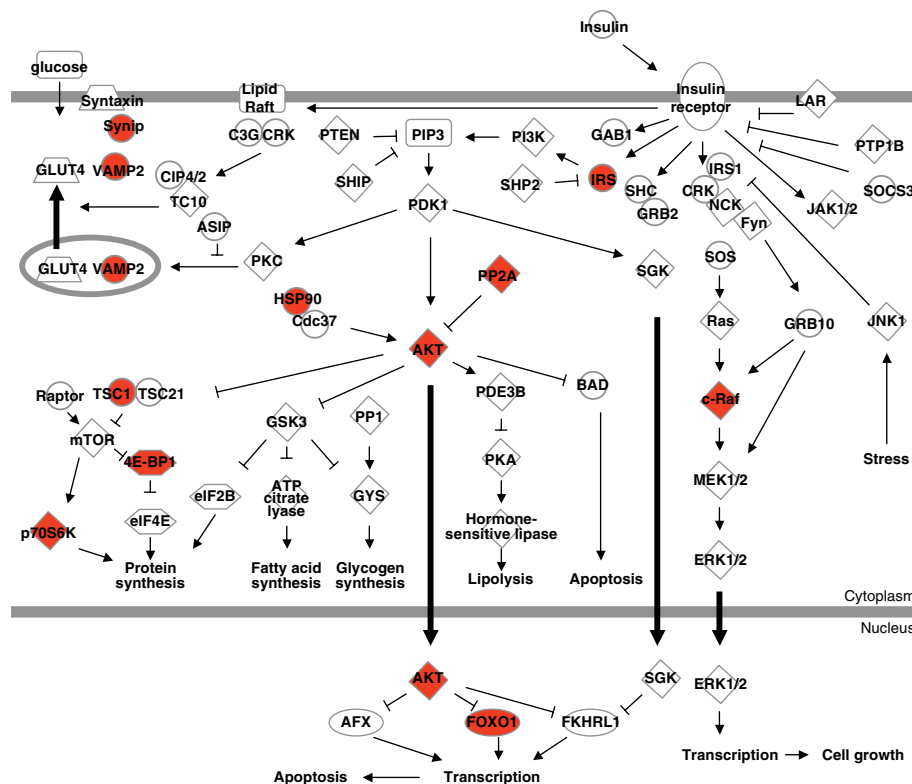 Insulin
glucose
Lipid
Raft
Insulin
receptor
LAR
Syntaxin
Synip
C3G CRK
PTEN
PIP3
PI3K
GAB1
PTP1B
GLUT4 VAMP2
CIP4/2
TC10
SHIP
SHP2
IRS
IRS1
SHC
CRK
GRB2
NCK
Fyn
JAK1/2
SOCS3
PDK1
ASIP
GLUT4 VAMP2
PKC
PP2A
SGK
SOS
HSP90
Cdc37
AKT
Ras
GRB10
JNK1
Raptor
TSC1 TSC21
PDE3B
BAD
c-Raf
mTOR
GSK3
PP1
4E-BP1
PKA
Stress
eIF2B
ATP
citrate
lyase
GYS
MEK1/2
p70S6K
eIF4E
Hormone-
sensitive lipase
ERK1/2
Protein
synthesis
Fatty acid
synthesis
Glycogen
synthesis
Lipolysis
Apoptosis
Cytoplasm
Nucleus
AKT
SGK
ERK1/2
AFX
FOXO1
FKHRL1
Transcription
Cell growth
Apoptosis
Transcription